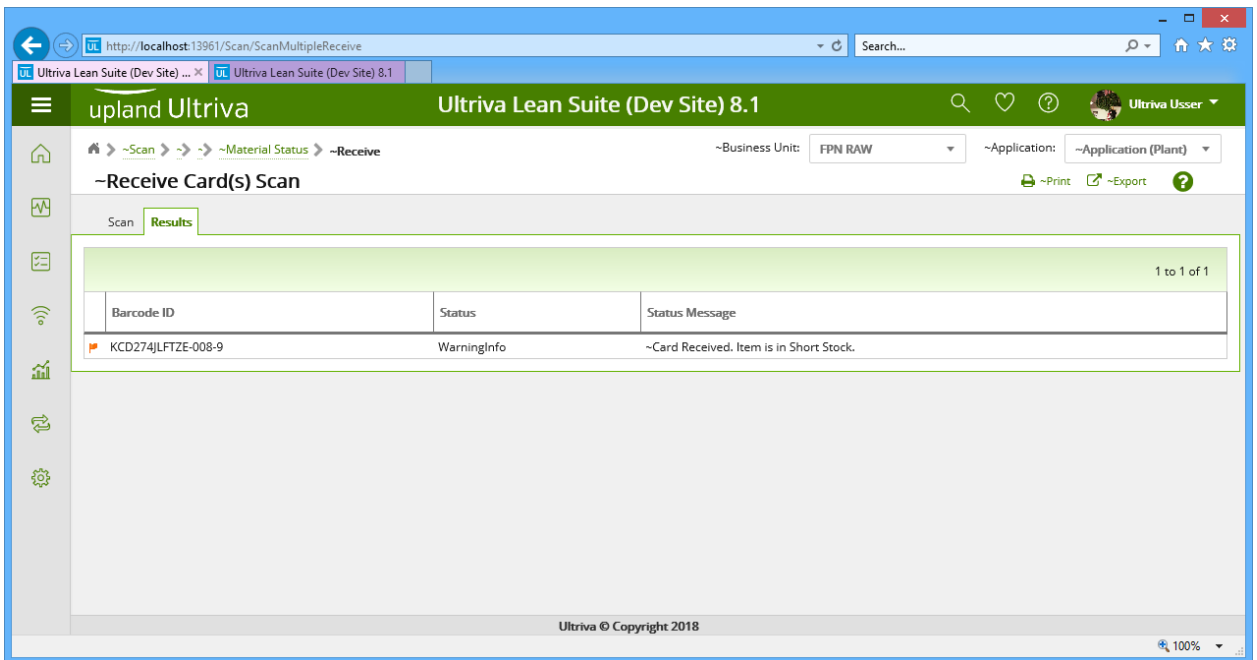 http://localhost:13961/Scan/ScanMultipleReceive
Search...
UL Ultriva Lean Suite (Dev Site) ...
UL Ultriva Lean Suite (Dev Site) 8.1
upland Ultriva
Ultriva Lean Suite (Dev Site) 8.1
Ultriva Usser
~Scan ~ ~ ~Material Status ~Receive
~Business Unit: FPN RAW
~Application: ~Application (Plant)
~Receive Card(s) Scan
~Print ~Export
Scan Results
1 to 1 of 1
Barcode ID Status Status Message
KCD274JLFTZE-008-9 WarningInfo ~Card Received. Item is in Short Stock.
Ultriva © Copyright 2018
100%